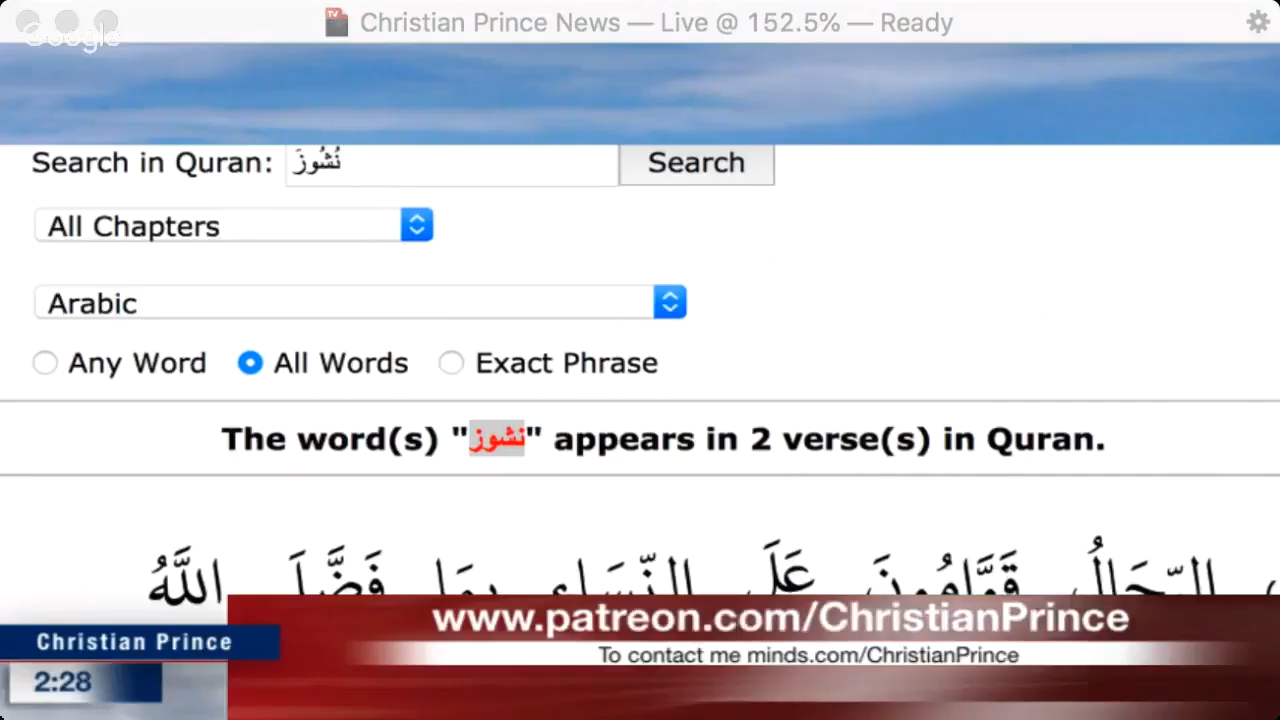 Google
Christian Prince News — Live @ 152.5% — Ready
Search in Quran: نُشُوزَ Search
All Chapters
Arabic
Any Word All Words Exact Phrase
The word(s) "نشوز" appears in 2 verse(s) in Quran.
الرِّجَالُ قَوَّامُونَ عَلَى النِّسَاءِ بِمَا فَضَّلَ اللَّهُ
www.patreon.com/ChristianPrince
Christian Prince
To contact me minds.com/ChristianPrince
2:28